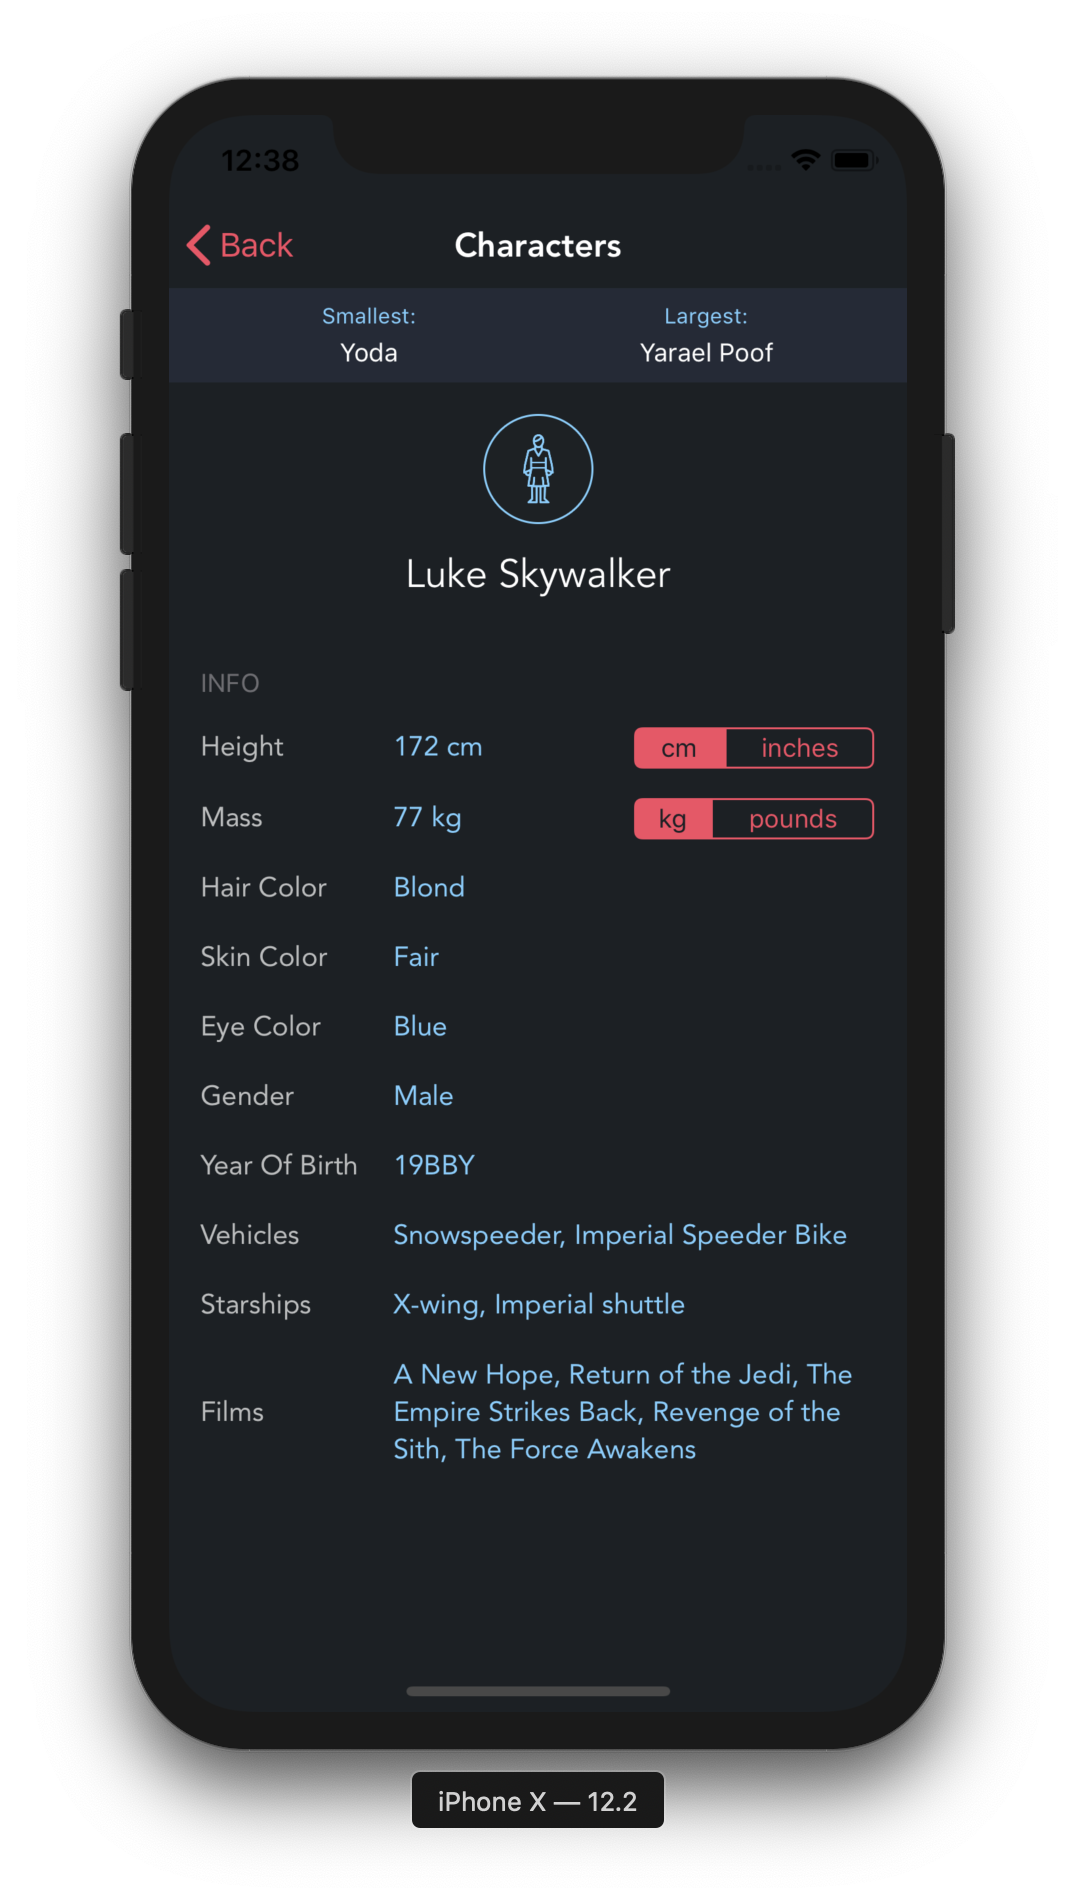 12:38
Back
Characters
Smallest:
Largest:
Yoda
Yarael Poof
Luke Skywalker
INFO
Height
172 cm
cm
inches
Mass
77 kg
kg
pounds
Hair Color
Blond
Skin Color
Fair
Eye Color
Blue
Gender
Male
Year Of Birth
19BBY
Vehicles
Snowspeeder, Imperial Speeder Bike
Starships
X-wing, Imperial shuttle
Films
A New Hope, Return of the Jedi, The
Empire Strikes Back, Revenge of the
Sith, The Force Awakens
iPhone X — 12.2